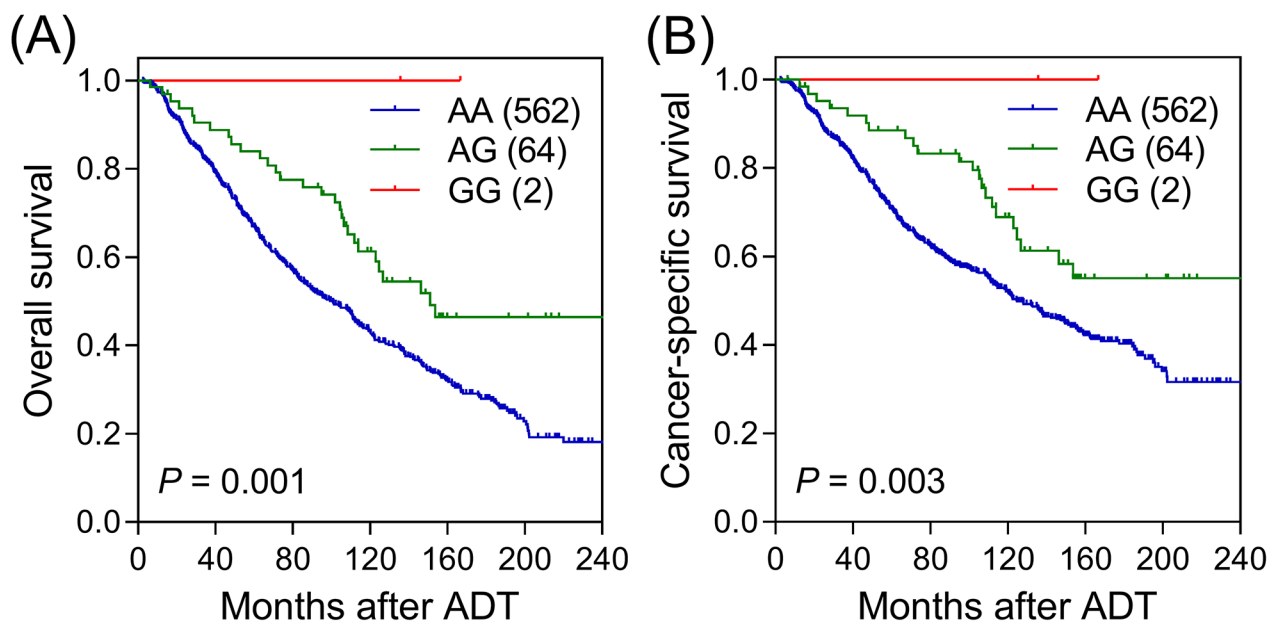 (A)
Overall survival
1.0
0.8
0.6
0.4
0.2
0.0
AA (562)
AG (64)
GG (2)
P = 0.001
0 40 80 120 160 200 240
Months after ADT
(B)
Cancer-specific survival
1.0
0.8
0.6
0.4
0.2
0.0
AA (562)
AG (64)
GG (2)
P = 0.003
0 40 80 120 160 200 240
Months after ADT